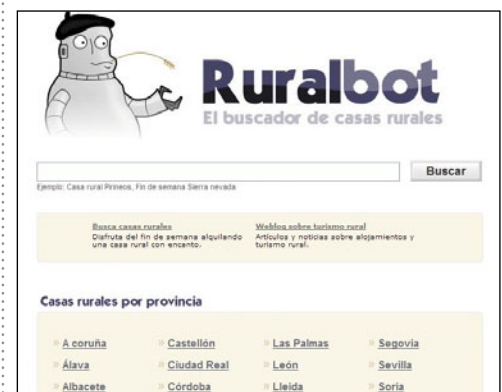 Ruralbot
El buscador de casas rurales
Buscar
Ejemplo: Casa rural Pirineos, Fin de semana Sierra nevada
Busca casas rurales
Disfruta del fin de semana alquilando
una casa rural con encanto.
Weblog sobre turismo rural
Artículos y noticias sobre alojamientos y
turismo rural.
Casas rurales por provincia
» A coruña » Castellón » Las Palmas » Segovia
» Álava » Ciudad Real » León » Sevilla
» Albacete » Córdoba » Lleida » Soria